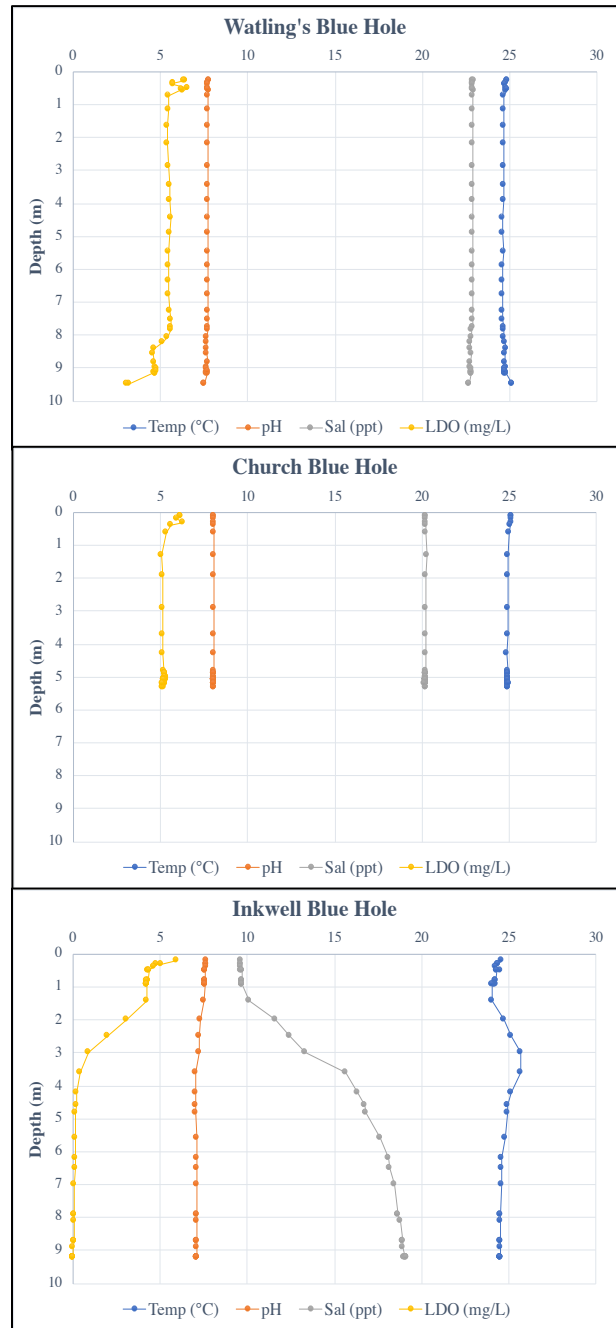 Watling's Blue Hole
0 5 10 15 20 25 30
0
1
2
3
4
5
6
7
8
9
10
Depth (m)
Temp (°C) pH Sal (ppt) LDO (mg/L)
Church Blue Hole
0 5 10 15 20 25 30
0
1
2
3
4
5
6
7
8
9
10
Depth (m)
Temp (°C) pH Sal (ppt) LDO (mg/L)
Inkwell Blue Hole
0 5 10 15 20 25 30
0
1
2
3
4
5
6
7
8
9
10
Depth (m)
Temp (°C) pH Sal (ppt) LDO (mg/L)